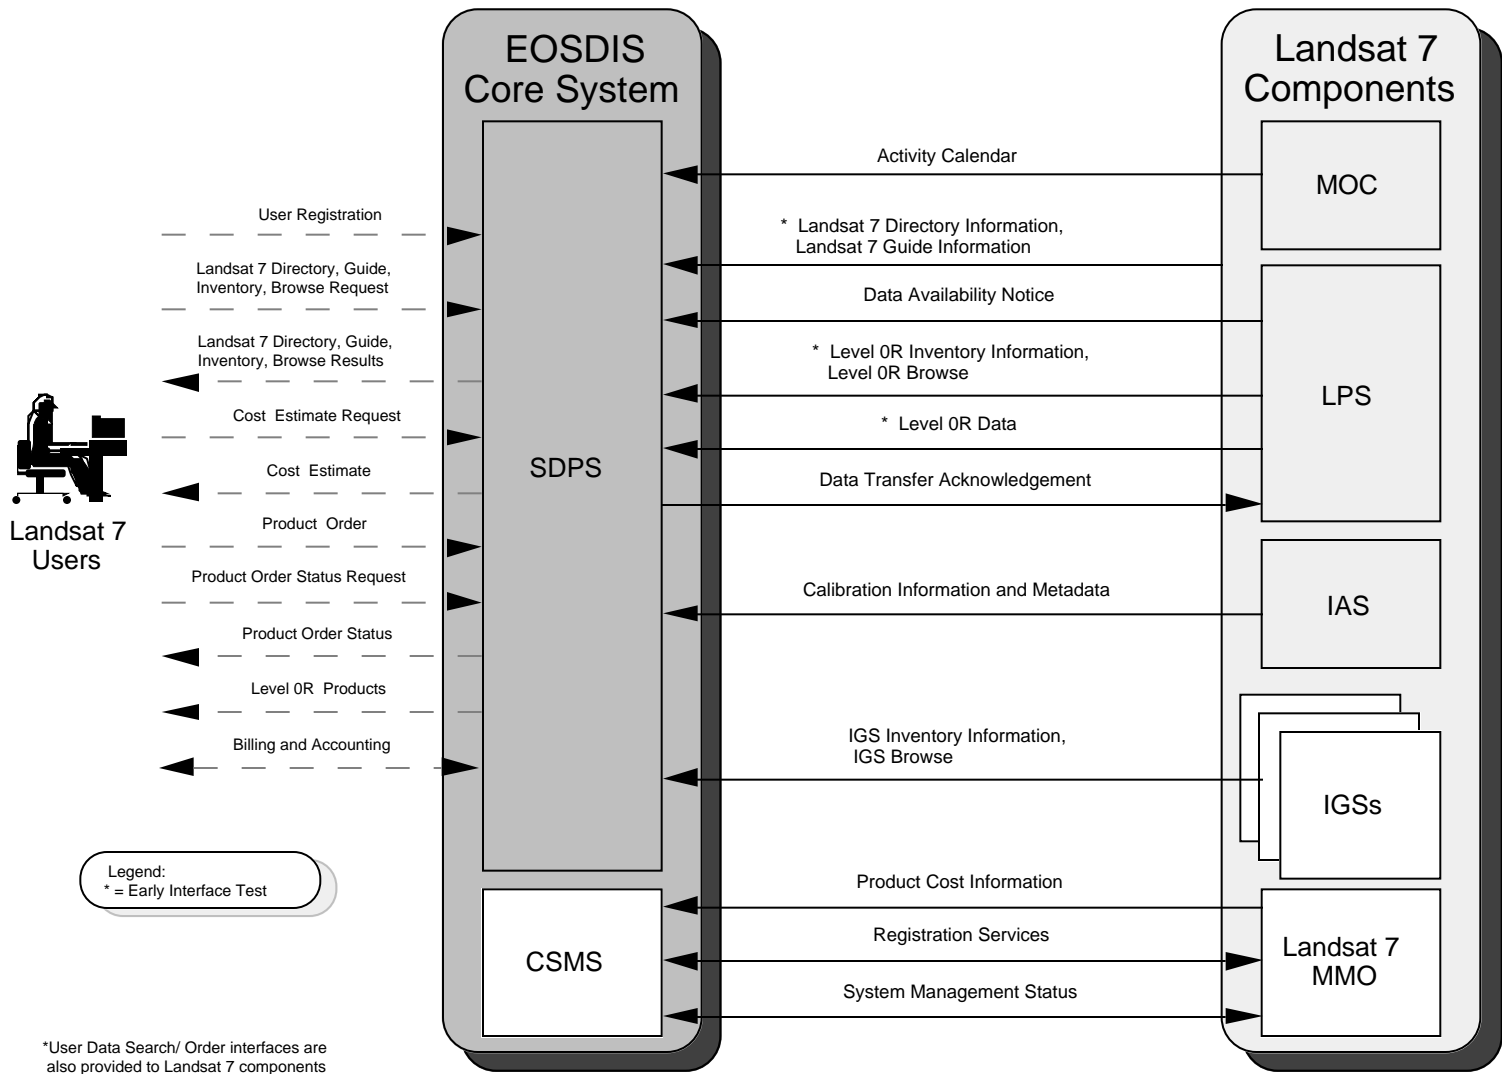 EOSDIS
Core System
Landsat 7
Components
SDPS
CSMS
MOC
LPS
IAS
IGSs
Landsat 7
MMO
Landsat 7
Users
User Registration
Landsat 7 Directory, Guide,
Inventory, Browse Request
Landsat 7 Directory, Guide,
Inventory, Browse Results
Cost Estimate Request
Cost Estimate
Product Order
Product Order Status Request
Product Order Status
Level 0R Products
Billing and Accounting
Activity Calendar
* Landsat 7 Directory Information,
Landsat 7 Guide Information
Data Availability Notice
* Level 0R Inventory Information,
Level 0R Browse
* Level 0R Data
Data Transfer Acknowledgement
Calibration Information and Metadata
IGS Inventory Information,
IGS Browse
Product Cost Information
Registration Services
System Management Status
Legend:
* = Early Interface Test
*User Data Search/ Order interfaces are
also provided to Landsat 7 components